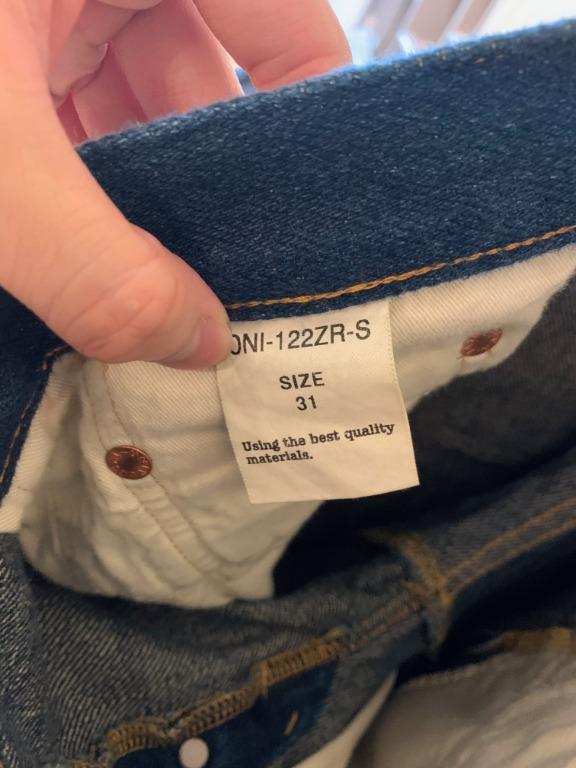 ONI-122ZR-S
SIZE
31
Using the best quality
materials.